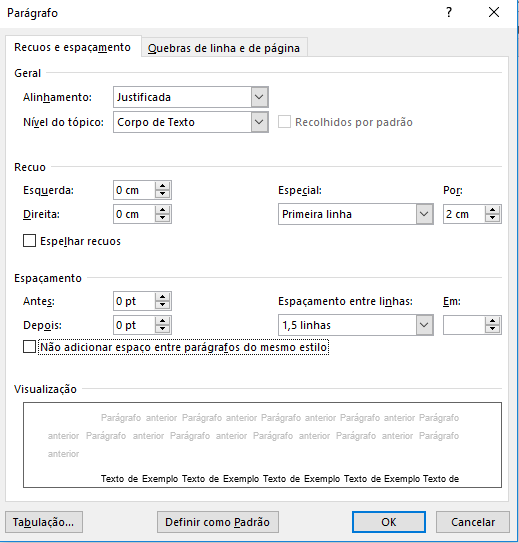 Parágrafo ?
Recuos e espaçamento Quebras de linha e de página
Geral
Alinhamento: Justificada
Nível do tópico: Corpo de Texto Recolhidos por padrão
Recuo
Esquerda: 0 cm Especial: Por:
Direita: 0 cm Primeira linha 2 cm
Espelhar recuos
Espaçamento
Antes: 0 pt Espaçamento entre linhas: Em:
Depois: 0 pt 1,5 linhas
Não adicionar espaço entre parágrafos do mesmo estilo
Visualização
Parágrafo anterior Parágrafo anterior Parágrafo anterior Parágrafo anterior Parágrafo
anterior Parágrafo anterior Parágrafo anterior Parágrafo anterior Parágrafo anterior Parágrafo
anterior
Texto de Exemplo Texto de Exemplo Texto de Exemplo Texto de Exemplo Texto de
Tabulação... Definir como Padrão OK Cancelar